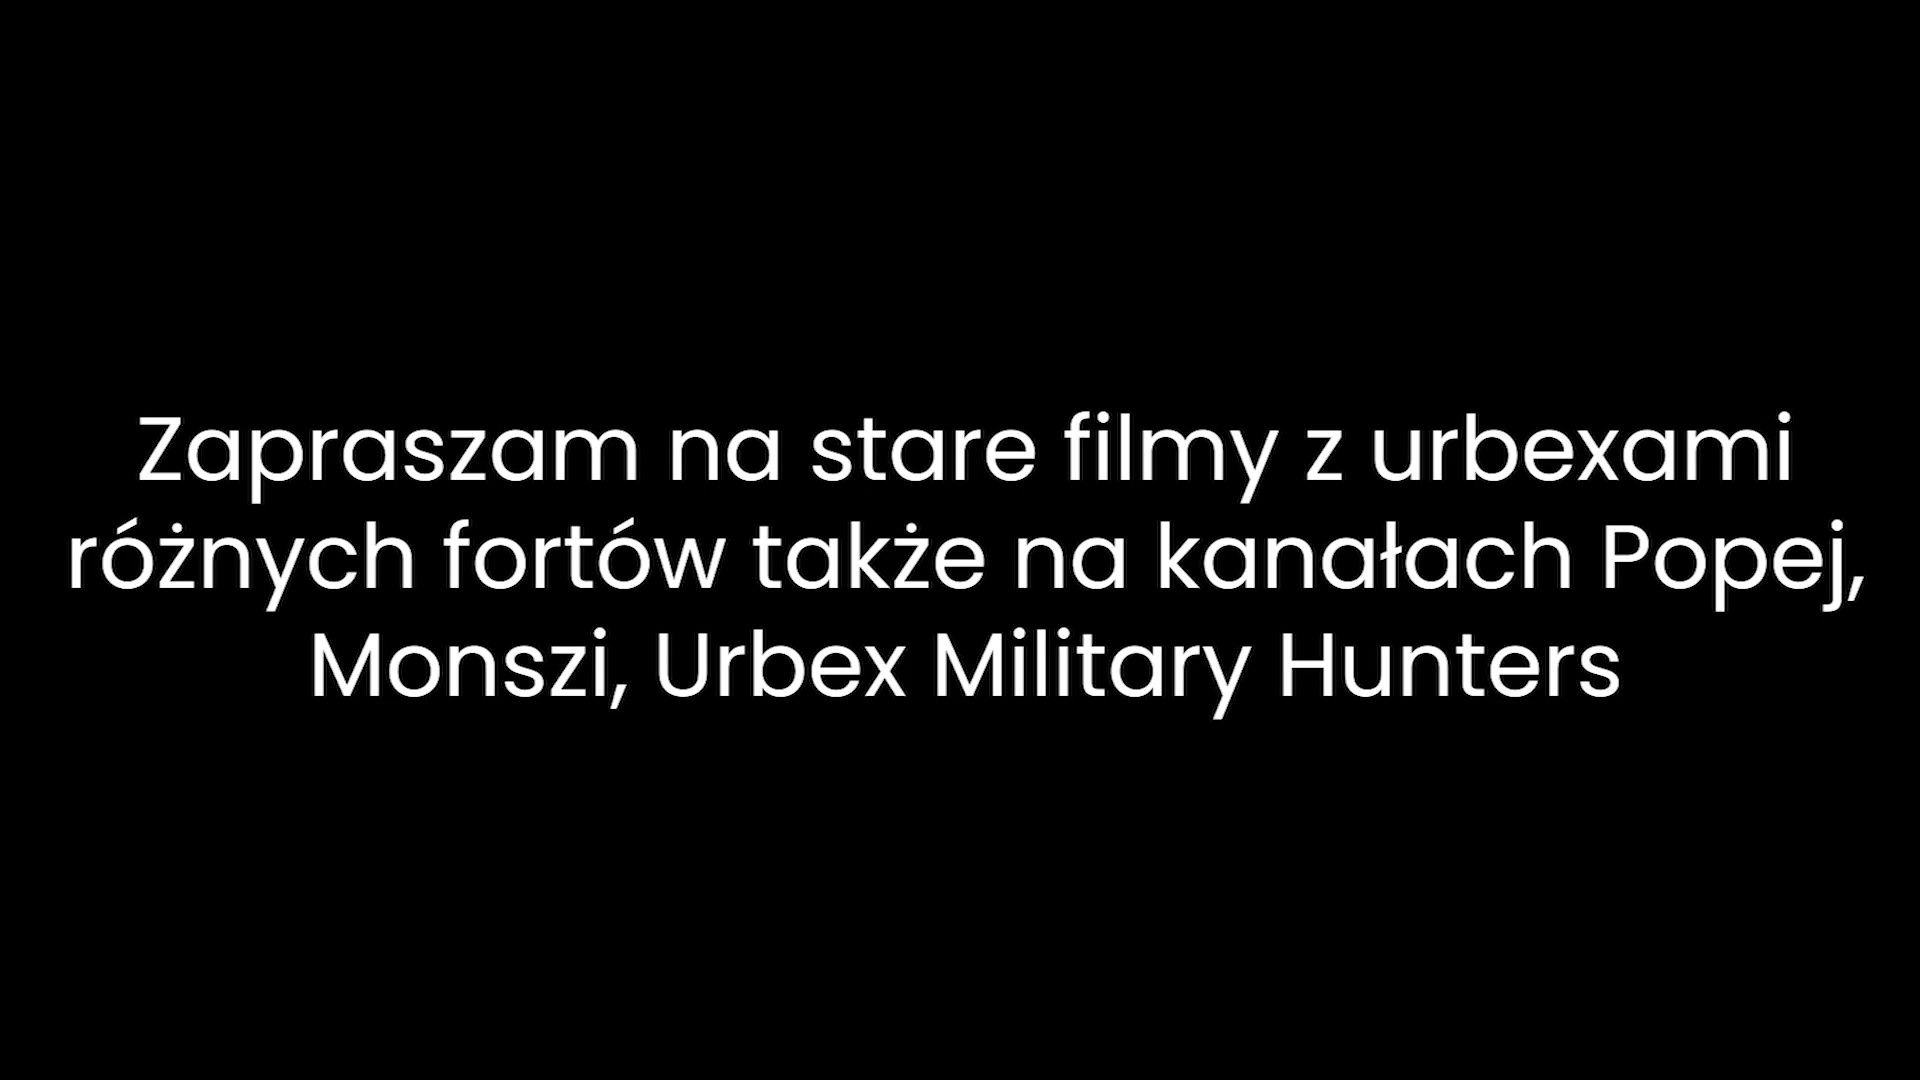 Zapraszam na stare filmy z urbexami
różnych fortów także na kanałach Popej,
Monszi, Urbex Military Hunters